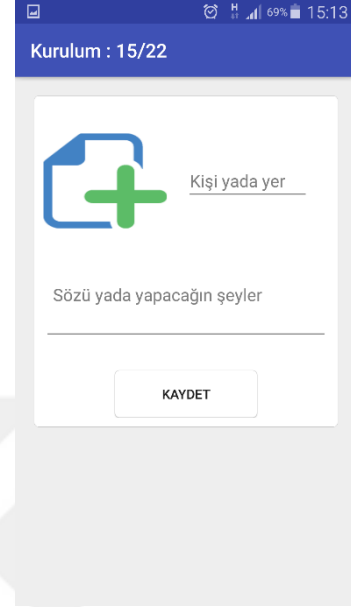 69% 15:13
Kurulum : 15/22
Kişi yada yer
Sözü yada yapacağın şeyler
KAYDET